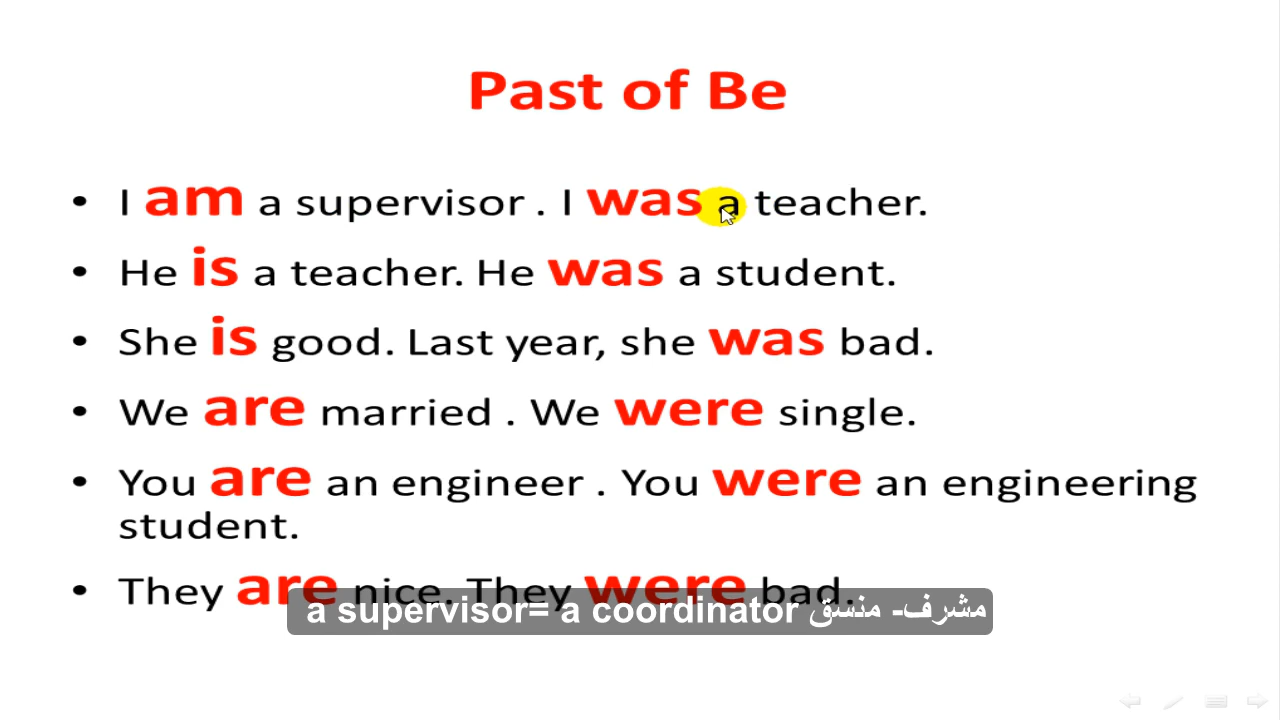 Past of Be
• I am a supervisor . I was a teacher.
• He is a teacher. He was a student.
• She is good. Last year, she was bad.
• We are married . We were single.
• You are an engineer . You were an engineering
student.
• They are nice. They were bad.
a supervisor= a coordinator مشرف- منسق